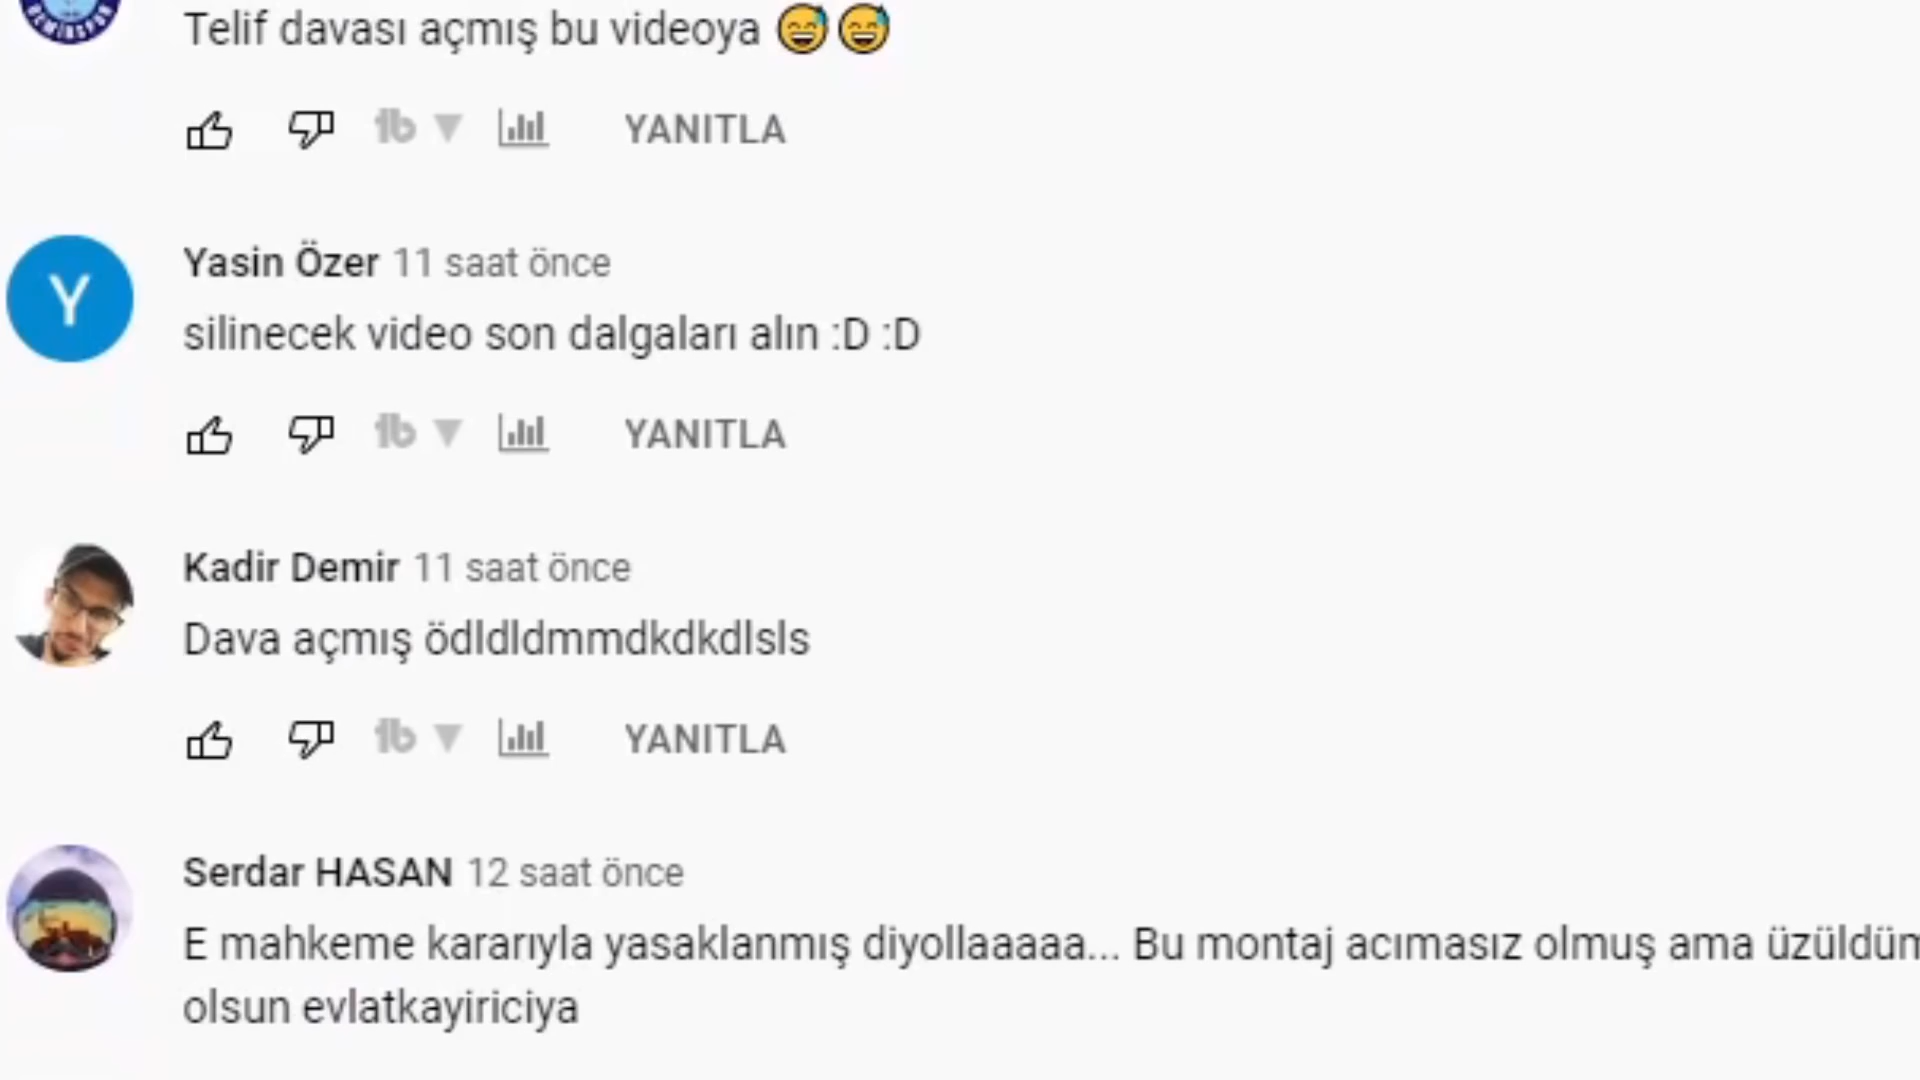 Telif davası açmış bu videoya 😅😅
YANITLA
Y
Yasin Özer 11 saat önce
silinecek video son dalgaları alın :D :D
YANITLA
Kadir Demir 11 saat önce
Dava açmış ödldldmmdkdkdlsls
YANITLA
Serdar HASAN 12 saat önce
E mahkeme kararıyla yasaklanmış diyollaaaaa... Bu montaj acımasız olmuş ama üzüldüm
olsun evlatkayiriciya